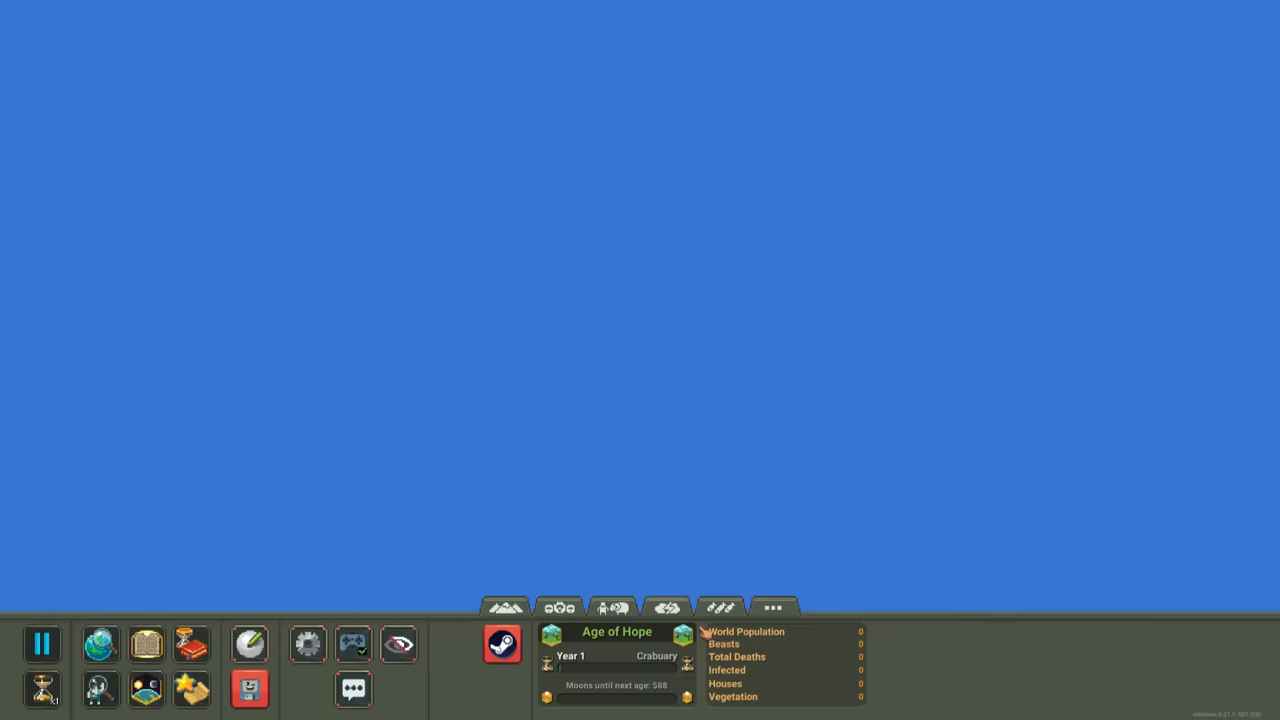 Age of Hope
Year 1 Crabuary
Moons until next age: 588
World Population 0
Beasts 0
Total Deaths 0
Infected 0
Houses 0
Vegetation 0
x1